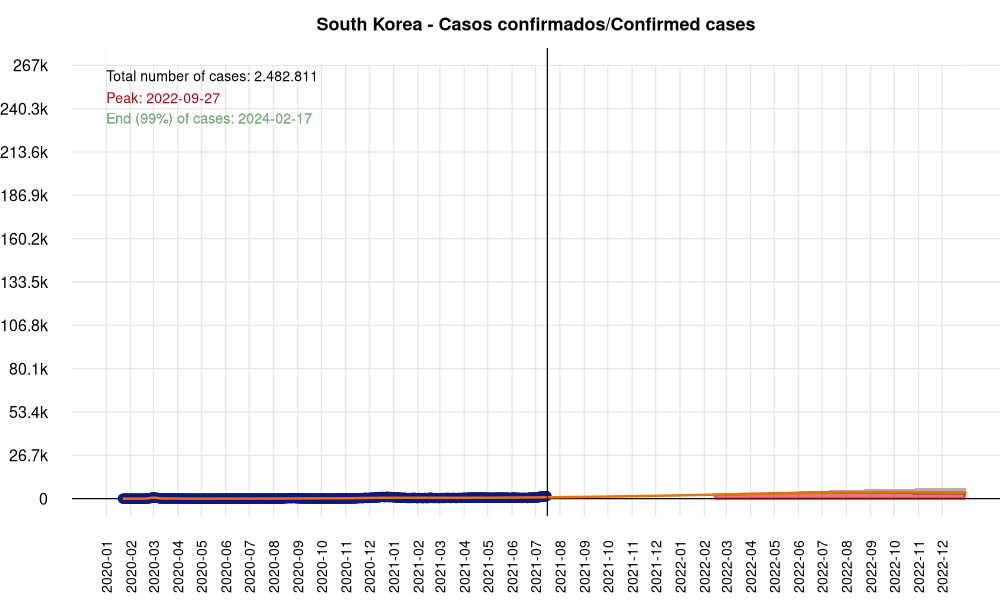 South Korea - Casos confirmados/Confirmed cases
267k
Total number of cases: 2.482.811
Peak: 2022-09-27
240.3k
End (99%) of cases: 2024-02-17
213.6k
186.9k
160.2k
133.5k
106.8k
80.1k
53.4k
26.7k
0
2020-01
2020-02
2020-03
2020-04
2020-05
2020-06
2020-07
2020-08
2020-09
2020-10
2020-11
2020-12
2021-01
2021-02
2021-03
2021-04
2021-05
2021-06
2021-07
2021-08
2021-10
2021-11
2021-12
2022-01
2022-02
2022-03
2022-04
2022-05
2022-06
2022-07
2022-08
2022-09
2022-10
2022-11
2022-12